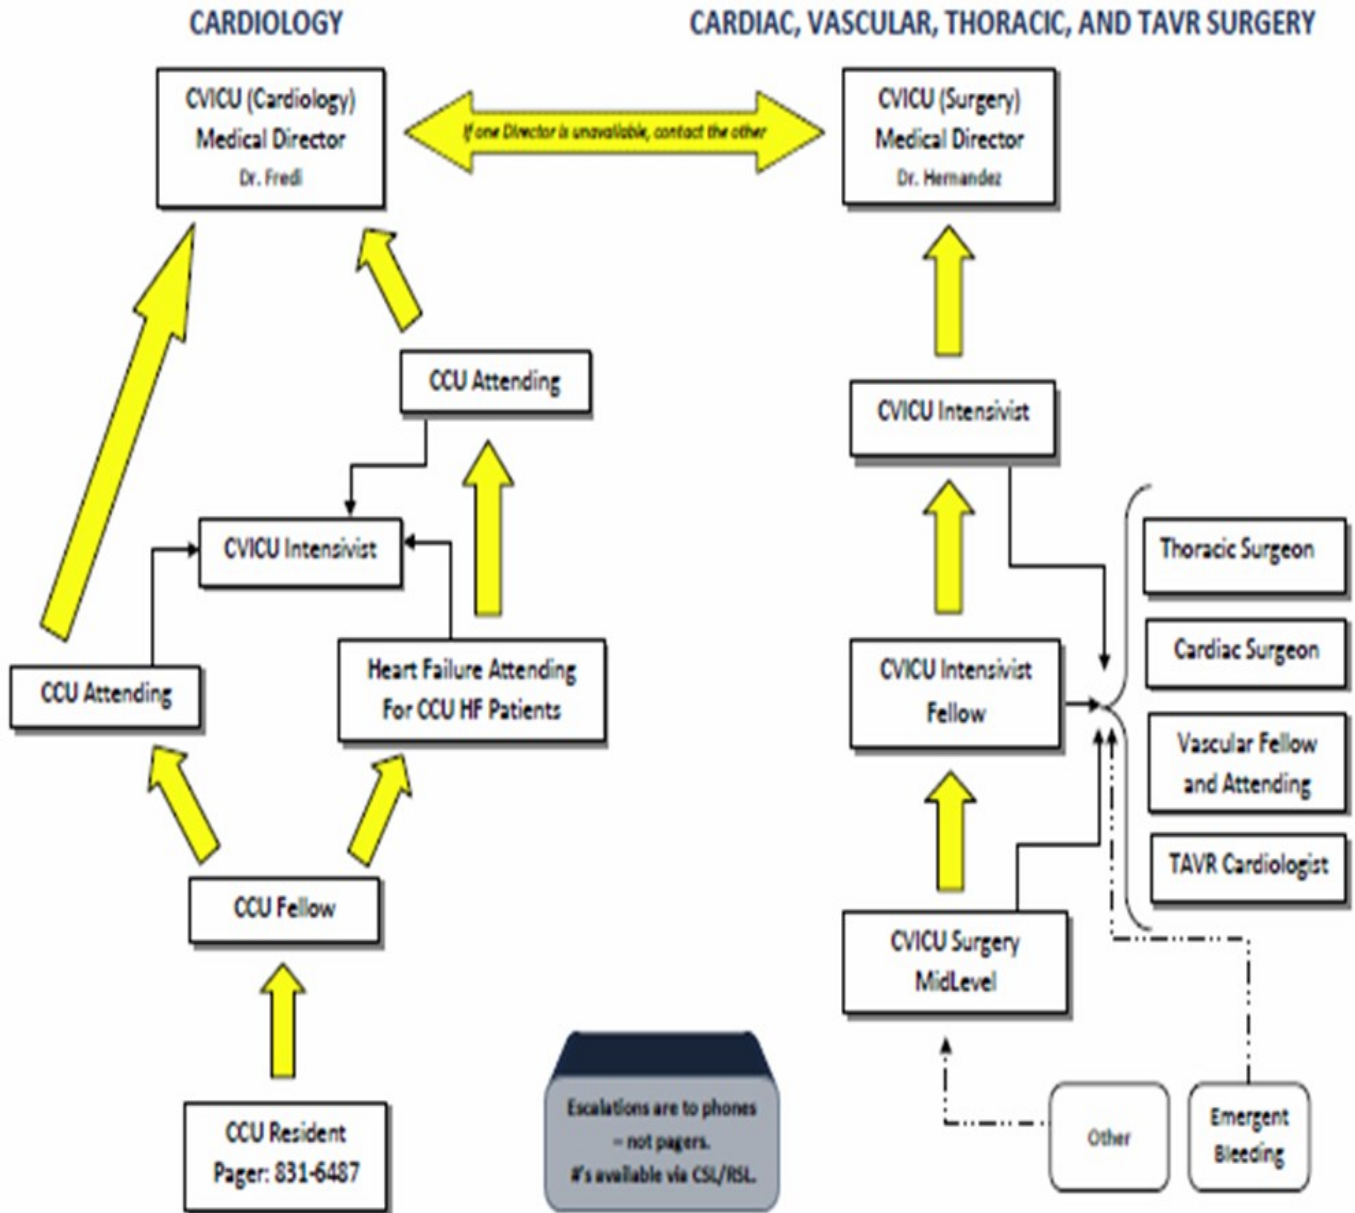 CARDIOLOGY
CARDIAC, VASCULAR, THORACIC, AND TAVR SURGERY
CVICU (Cardiology)
Medical Director
Dr. Fredi
If one Director is unavailable, contact the other
CVICU (Surgery)
Medical Director
Dr. Hernandez
CCU Attending
CVICU Intensivist
CCU Attending
Heart Failure Attending
For CCU HF Patients
CCU Fellow
CCU Resident
Pager: 831-6487
CVICU Intensivist
CVICU Intensivist
Fellow
CVICU Surgery
MidLevel
Thoracic Surgeon
Cardiac Surgeon
Vascular Fellow
and Attending
TAVR Cardiologist
Other
Emergent
Bleeding
Escalations are to phones
– not pagers.
#'s available via CSL/RSL.